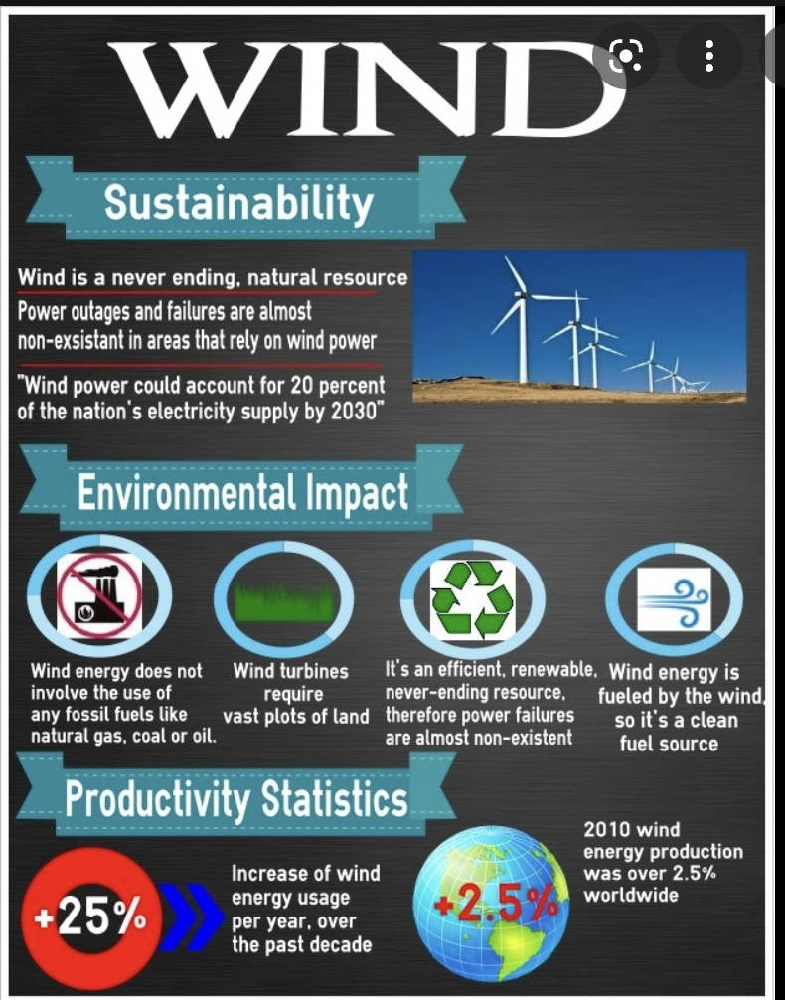 WIND
Sustainability
Wind is a never ending, natural resource
Power outages and failures are almost
non-exsistant in areas that rely on wind power
"Wind power could account for 20 percent
of the nation's electricity supply by 2030"
Environmental Impact
Wind energy does not
involve the use of
any fossil fuels like
natural gas, coal or oil.
Wind turbines
require
vast plots of land
It's an efficient, renewable,
never-ending resource,
therefore power failures
are almost non-existent
Wind energy is
fueled by the wind,
so it's a clean
fuel source
Productivity Statistics
+25%
Increase of wind
energy usage
per year, over
the past decade
+2.5%
2010 wind
energy production
was over 2.5%
worldwide